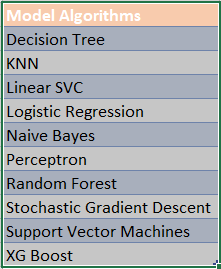 Model Algorithms
Decision Tree
KNN
Linear SVC
Logistic Regression
Naive Bayes
Perceptron
Random Forest
Stochastic Gradient Descent
Support Vector Machines
XG Boost